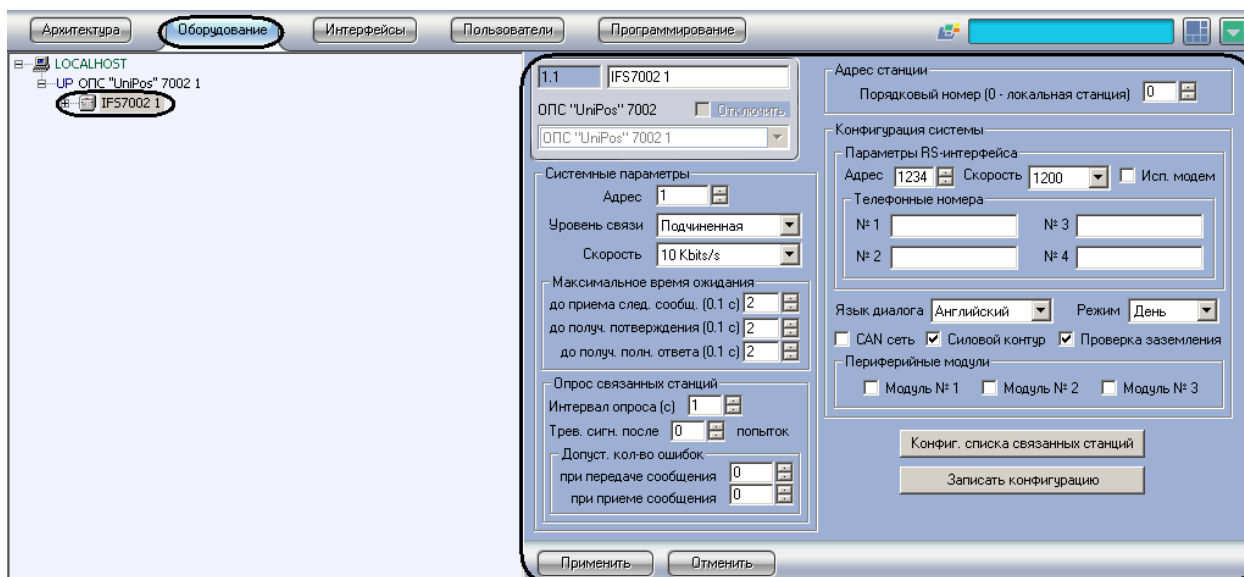 Архитектура Оборудование Интерфейсы Пользователи Программирование
LOCALHOST
UP ОПС "UniPos" 7002 1
IFS7002 1
1.1 IFS7002 1
ОПС "UniPos" 7002 Отключить
ОПС "UniPos" 7002 1
Системные параметры
Адрес 1
Уровень связи Подчиненная
Скорость 10 Kbits/s
Максимальное время ожидания
до приема след. сообщ. (0.1 с) 2
до получ. потверждения (0.1 с) 2
до получ. полн. ответа (0.1 с) 2
Опрос связанных станций
Интервал опроса (с) 1
Трев. сигн. после 0 попыток
Допуст. кол-во ошибок
при передаче сообщения 0
при приеме сообщения 0
Адрес станции
Порядковый номер (0 - локальная станция) 0
Конфигурация системы
Параметры RS-интерфейса
Адрес 1234 Скорость 1200 Исп. модем
Телефонные номера
№ 1 № 3
№ 2 № 4
Язык диалога Английский Режим День
CAN сеть Силовой контур Проверка заземления
Периферийные модули
Модуль № 1 Модуль № 2 Модуль № 3
Конфиг. списка связанных станций
Записать конфигурацию
Применить Отменить